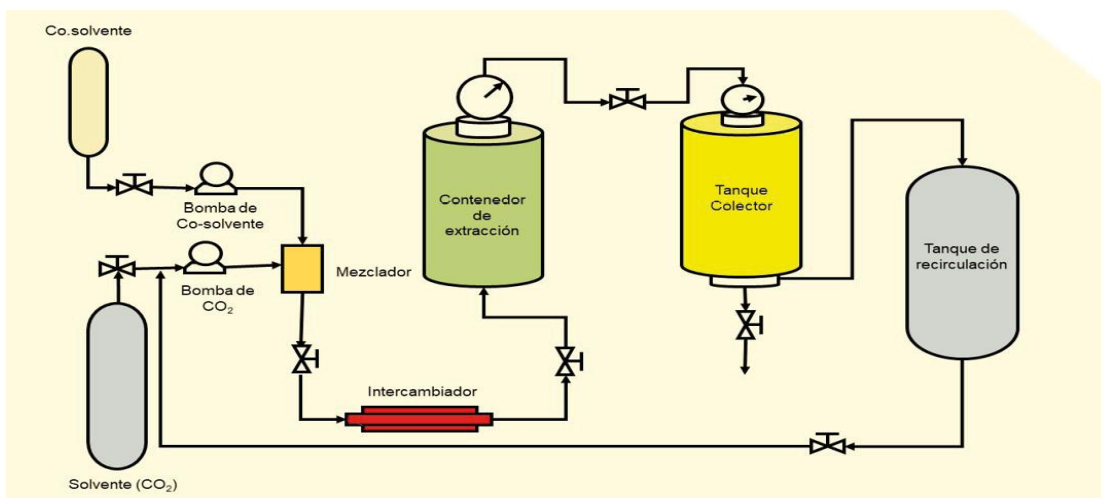 Co.solvente
Bomba de
Co-solvente
Bomba de
CO₂
Mezclador
Intercambiador
Contenedor
de
extracción
Tanque
Colector
Tanque de
recirculación
Solvente (CO₂)